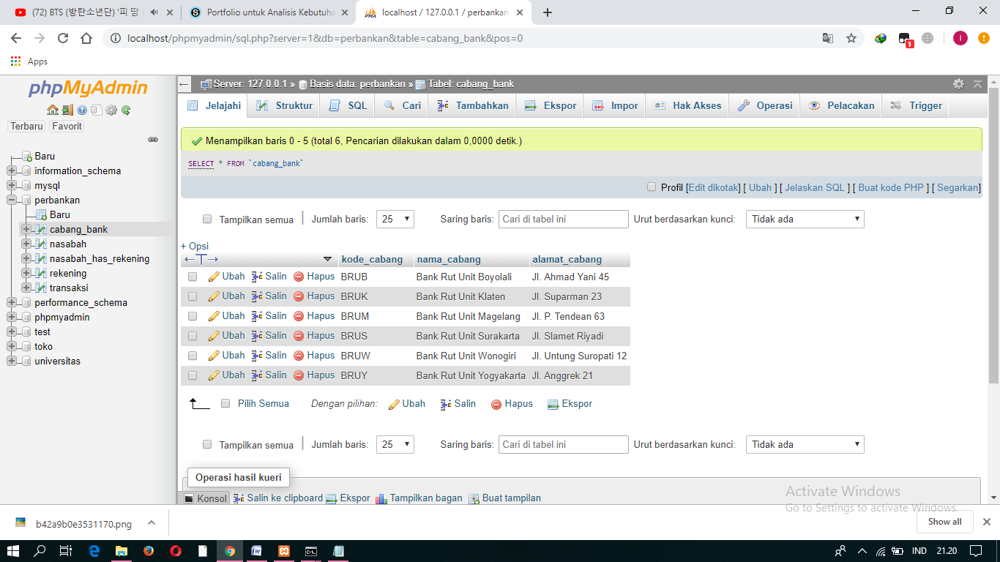 (72) BTS (방탄소년단) '피 땀
Portfolio untuk Analisis Kebutuha
localhost / 127.0.0.1 / perbankan
localhost/phpmyadmin/sql.php?server=1&db=perbankan&table=cabang_bank&pos=0
1
I
Apps
phpMyAdmin
Terbaru Favorit
Baru
information_schema
mysql
perbankan
Baru
cabang_bank
nasabah
nasabah_has_rekening
rekening
transaksi
performance_schema
phpmyadmin
test
toko
universitas
Server: 127.0.0.1 » Basis data: perbankan » Tabel: cabang_bank
Jelajahi Struktur SQL Cari Tambahkan Ekspor Impor Hak Akses Operasi Pelacakan Trigger
Menampilkan baris 0 - 5 (total 6, Pencarian dilakukan dalam 0,0000 detik.)
SELECT * FROM `cabang_bank`
Profil [Edit dikotak] [ Ubah ] [ Jelaskan SQL ] [ Buat kode PHP ] [ Segarkan]
Tampilkan semua | Jumlah baris: 25 Saring baris: Cari di tabel ini Urut berdasarkan kunci: Tidak ada
+ Opsi
←T→ kode_cabang nama_cabang alamat_cabang
Ubah Salin Hapus BRUB Bank Rut Unit Boyolali Jl. Ahmad Yani 45
Ubah Salin Hapus BRUK Bank Rut Unit Klaten Jl. Suparman 23
Ubah Salin Hapus BRUM Bank Rut Unit Magelang Jl. P. Tendean 63
Ubah Salin Hapus BRUS Bank Rut Unit Surakarta Jl. Slamet Riyadi
Ubah Salin Hapus BRUW Bank Rut Unit Wonogiri Jl. Untung Suropati 12
Ubah Salin Hapus BRUY Bank Rut Unit Yogyakarta Jl. Anggrek 21
Pilih Semua Dengan pilihan: Ubah Salin Hapus Ekspor
Tampilkan semua | Jumlah baris: 25 Saring baris: Cari di tabel ini Urut berdasarkan kunci: Tidak ada
Operasi hasil kueri
Konsol Salin ke clipboard Ekspor Tampilkan bagan Buat tampilan
Activate Windows
Go to Settings to activate Windows.
b42a9b0e3531170.png
Show all
IND 21.20